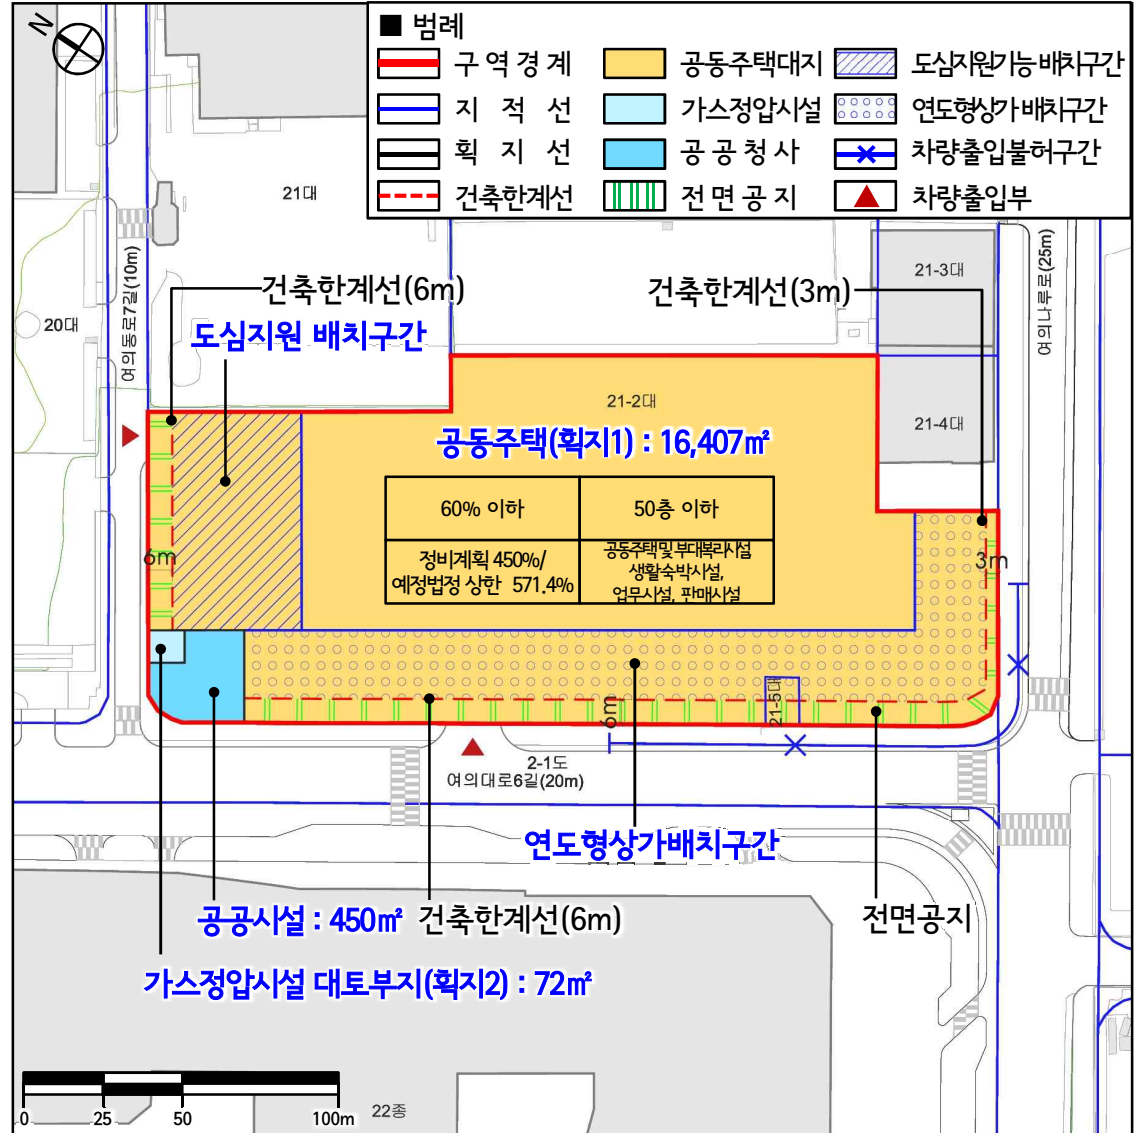 N
■ 범례
구 역 경 계
공동주택대지
도심지원기능 배치구간
지 적 선
가스정압시설
연도형상가 배치구간
획 지 선
공 공 청 사
차량출입불허구간
건축한계선
전 면 공 지
차량출입부
21대
20대
여의동로7길(10m)
여의나루로(25m)
21-3대
21-4대
건축한계선(6m)
건축한계선(3m)
도심지원 배치구간
21-2대
공동주택(획지1) : 16,407㎡
60% 이하
50층 이하
정비계획 450%/
예정법정 상한 571.4%
공동주택 및 부대복리시설,
생활숙박시설,
업무시설, 판매시설
6m
3m
21-5대
6m
2-1도
여의대로6길(20m)
연도형상가배치구간
공공시설 : 450㎡
건축한계선(6m)
전면공지
가스정압시설 대토부지(획지2) : 72㎡
0 25 50 100m
22종